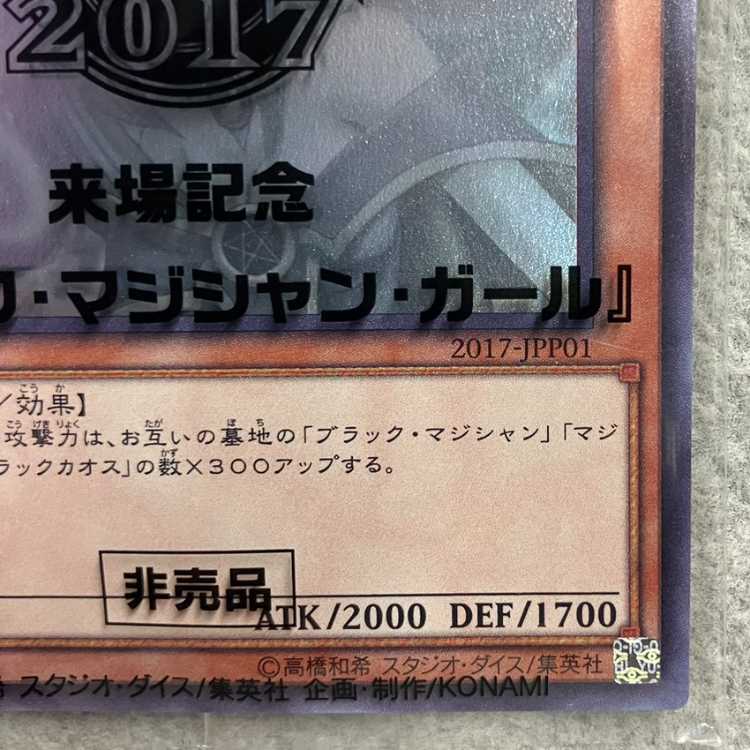 2017
来場記念
ク・マジシャン・ガール』
2017-JPP01
／効果】
攻撃力は、お互いの墓地の「ブラック・マジシャン」「マジ
ラックカオス」の数×300アップする。
非売品
ATK/2000 DEF/1700
©高橋和希 スタジオ・ダイス/集英社
希 スタジオ・ダイス/集英社 企画・制作/KONAMI